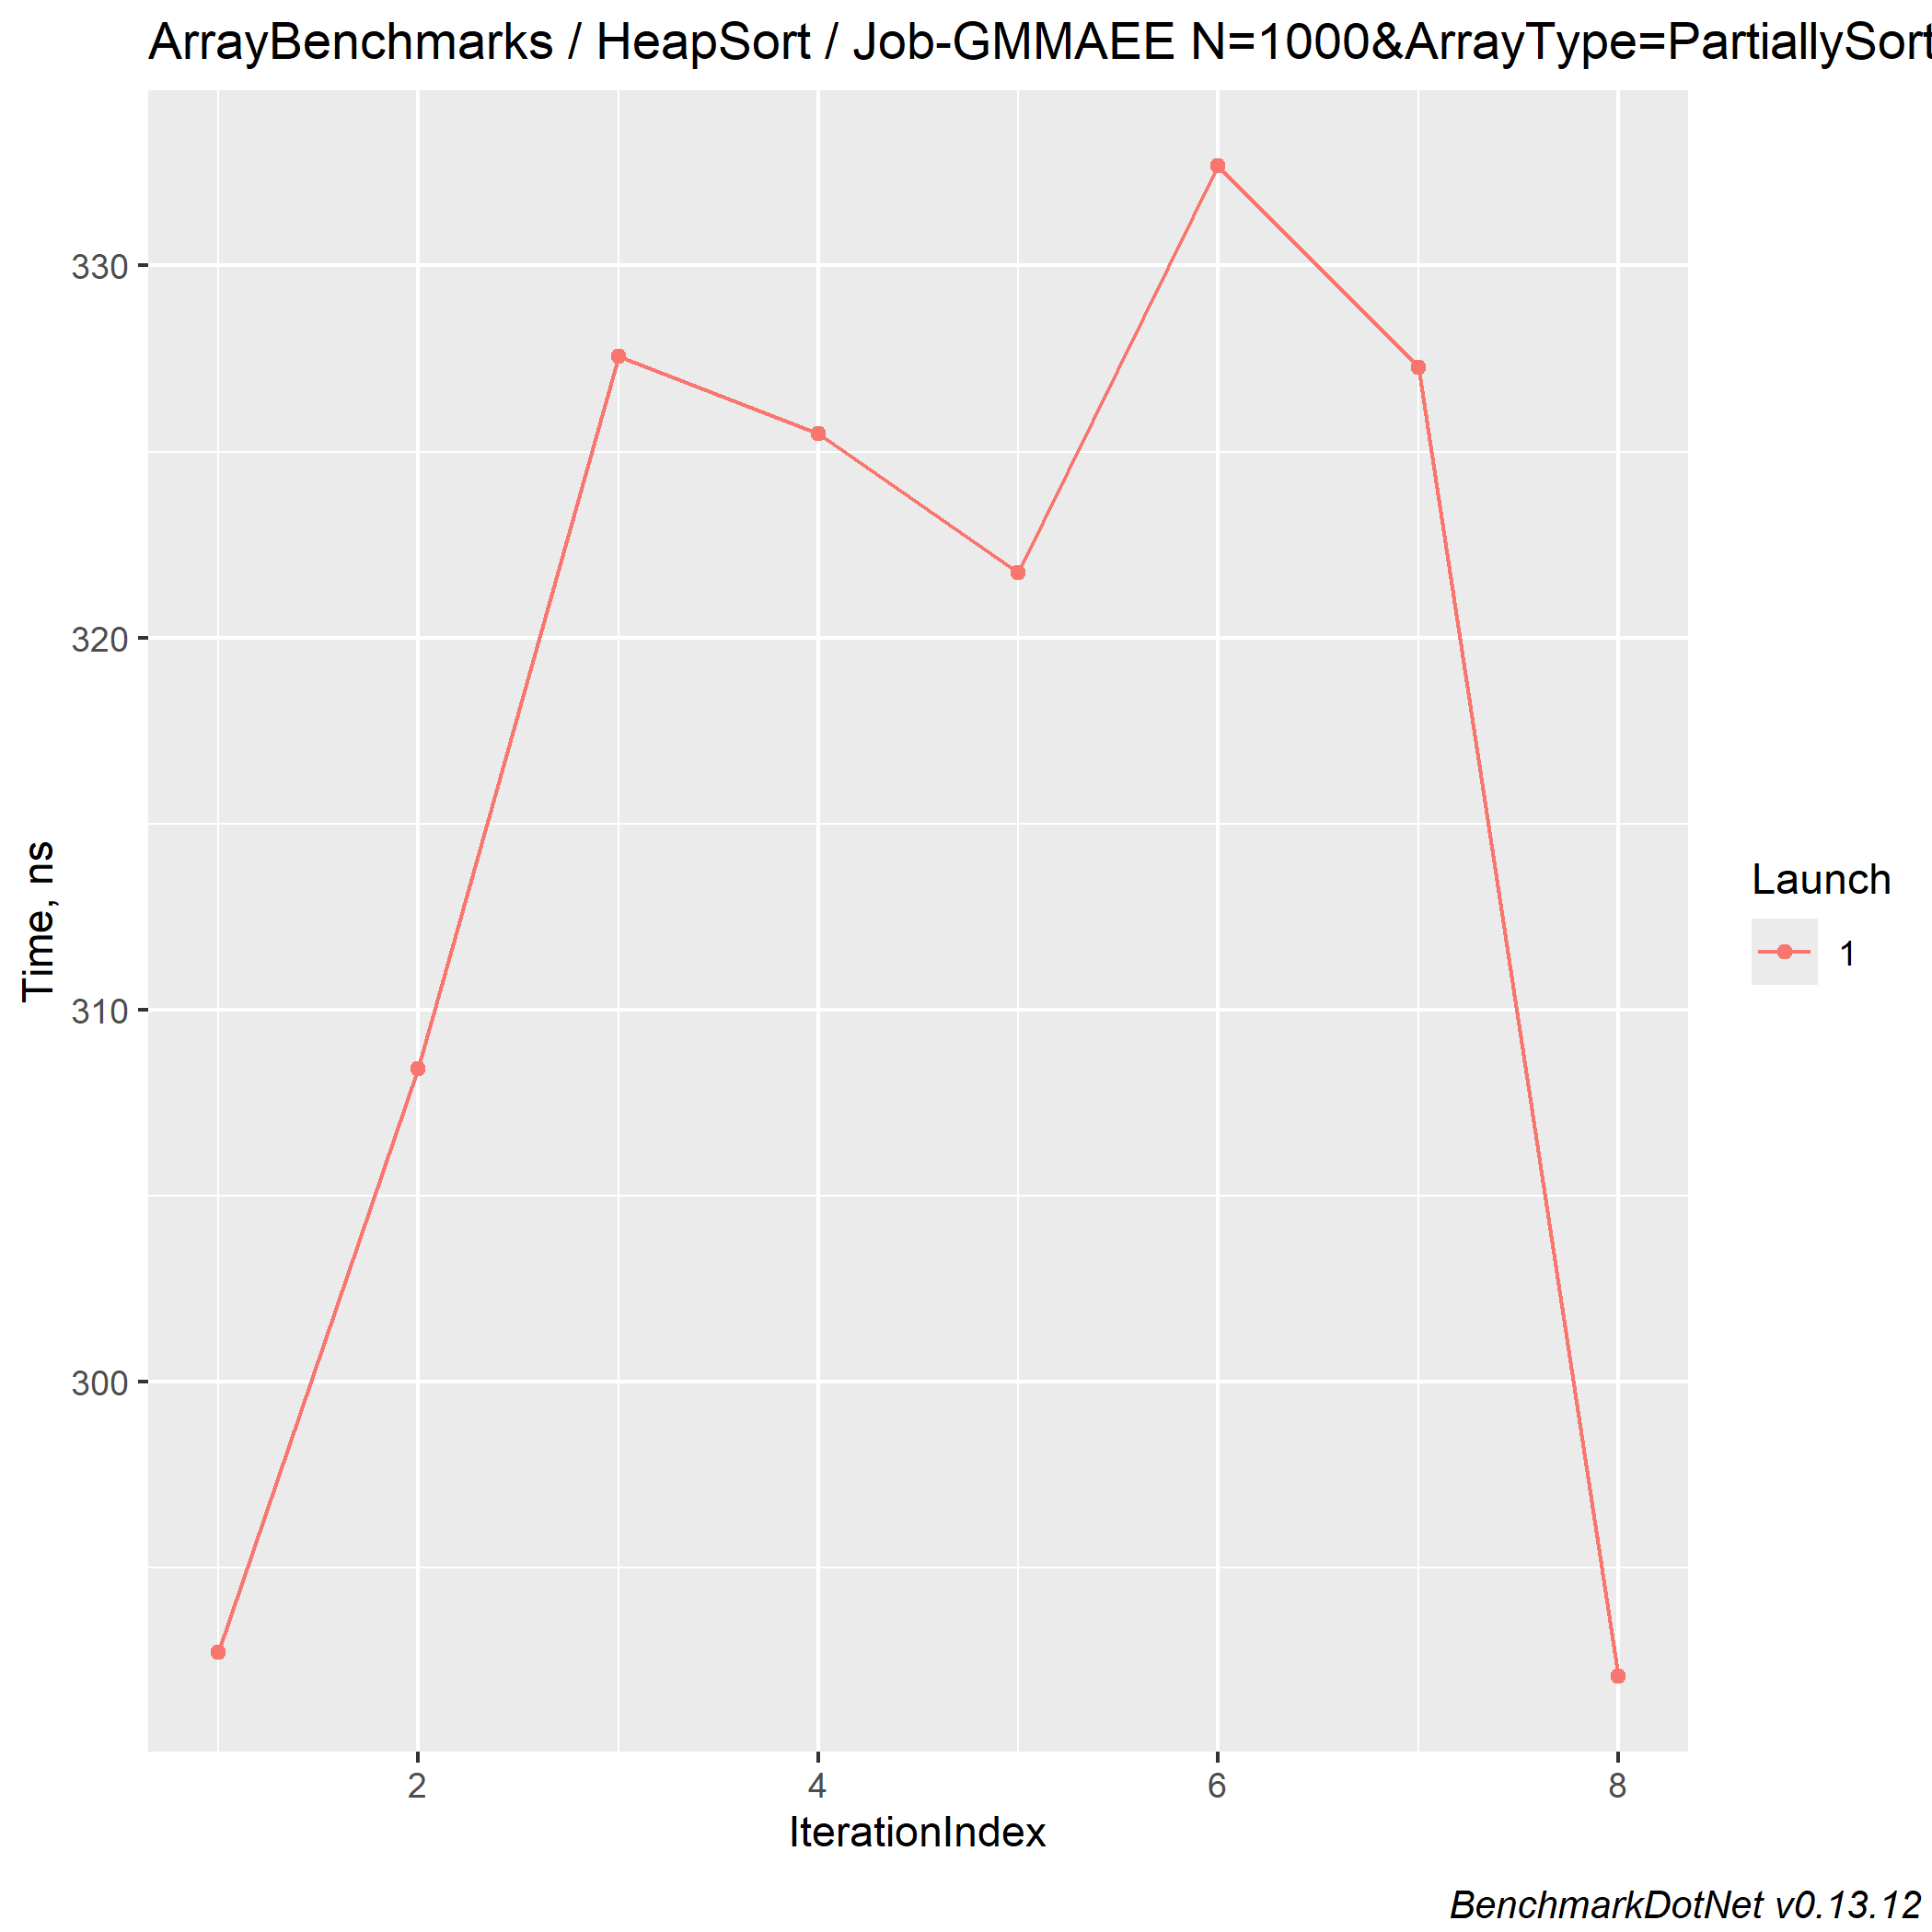 ArrayBenchmarks / HeapSort / Job-GMMAEE N=1000&ArrayType=PartiallySort
330
320
310
300
Time, ns
2 4 6 8
IterationIndex
Launch
1
BenchmarkDotNet v0.13.12